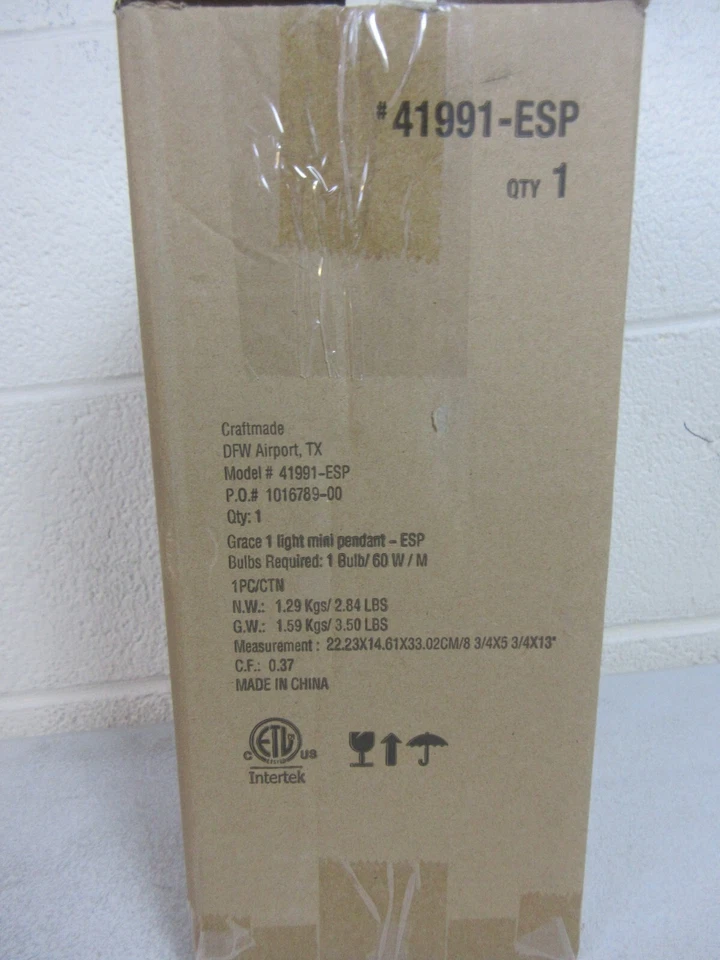 # 41991-ESP
QTY 1
Craftmade
DFW Airport, TX
Model # 41991-ESP
P.O.# 1016789-00
Qty: 1
Grace 1 light mini pendant - ESP
Bulbs Required: 1 Bulb/ 60 W / M
1PC/CTN
N.W.: 1.29 Kgs/ 2.84 LBS
G.W.: 1.59 Kgs/ 3.50 LBS
Measurement : 22.23X14.61X33.02CM/8 3/4X5 3/4X13"
C.F.: 0.37
MADE IN CHINA
C ETL US
Intertek